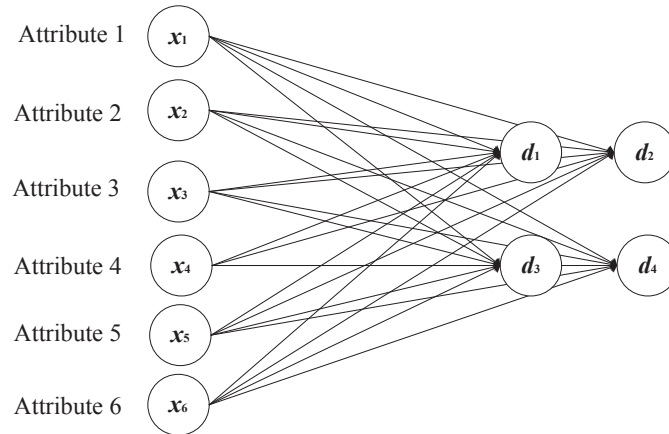 Attribute 1 x₁
Attribute 2 x₂
d₁ d₂
Attribute 3 x₃
Attribute 4 x₄
d₃ d₄
Attribute 5 x₅
Attribute 6 x₆